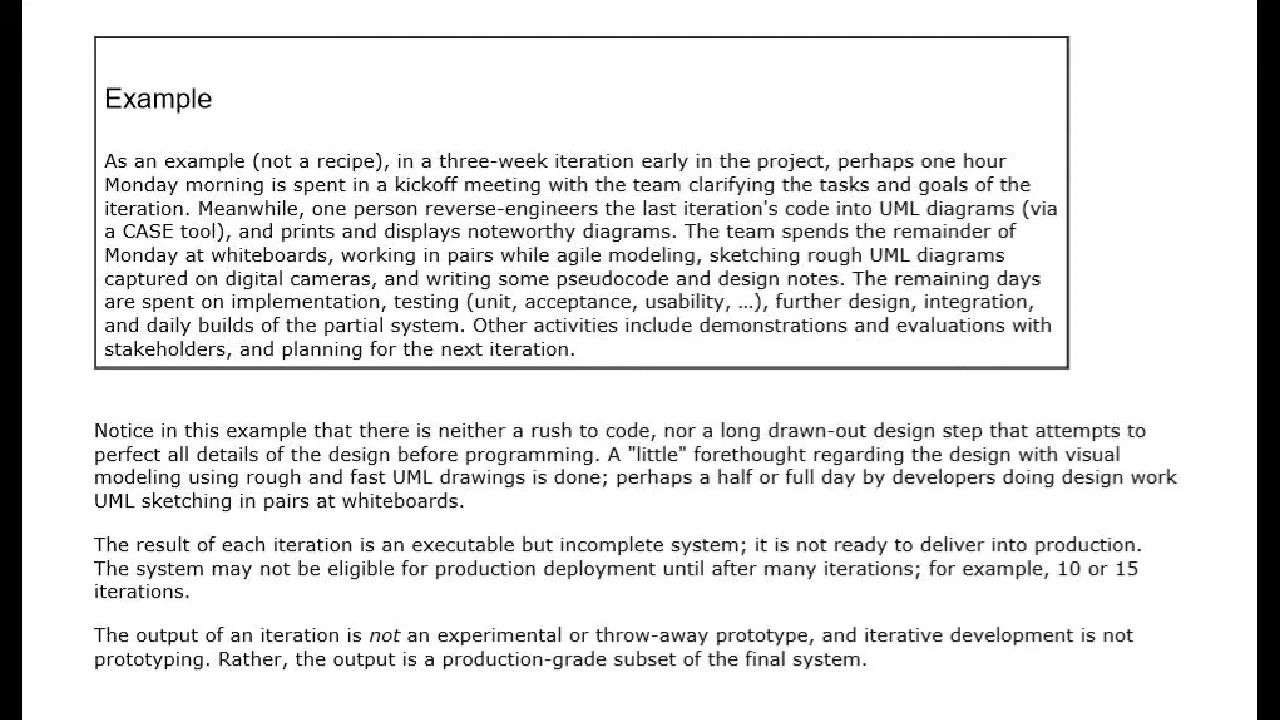 Example
As an example (not a recipe), in a three-week iteration early in the project, perhaps one hour
Monday morning is spent in a kickoff meeting with the team clarifying the tasks and goals of the
iteration. Meanwhile, one person reverse-engineers the last iteration's code into UML diagrams (via
a CASE tool), and prints and displays noteworthy diagrams. The team spends the remainder of
Monday at whiteboards, working in pairs while agile modeling, sketching rough UML diagrams
captured on digital cameras, and writing some pseudocode and design notes. The remaining days
are spent on implementation, testing (unit, acceptance, usability, ...), further design, integration,
and daily builds of the partial system. Other activities include demonstrations and evaluations with
stakeholders, and planning for the next iteration.
Notice in this example that there is neither a rush to code, nor a long drawn-out design step that attempts to
perfect all details of the design before programming. A "little" forethought regarding the design with visual
modeling using rough and fast UML drawings is done; perhaps a half or full day by developers doing design work
UML sketching in pairs at whiteboards.
The result of each iteration is an executable but incomplete system; it is not ready to deliver into production.
The system may not be eligible for production deployment until after many iterations; for example, 10 or 15
iterations.
The output of an iteration is not an experimental or throw-away prototype, and iterative development is not
prototyping. Rather, the output is a production-grade subset of the final system.